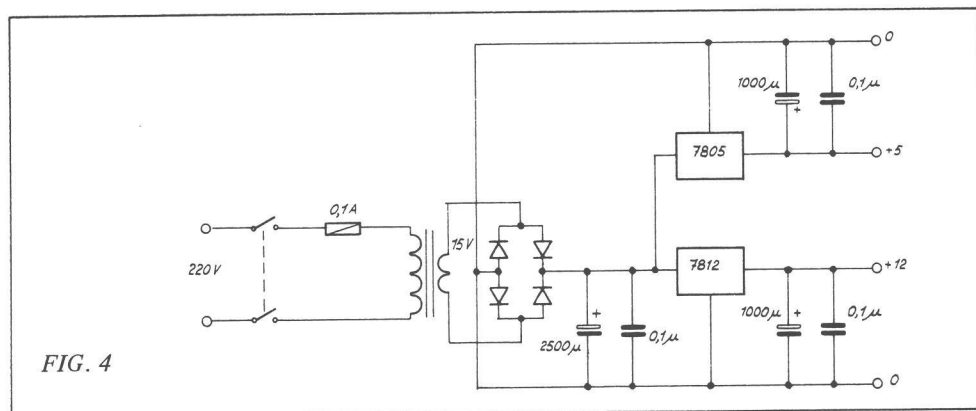 0
1000µ
+
0,1µ
7805
+5
0,1A
15V
220V
7812
+12
+
2500µ
0,1µ
1000µ
+
0,1µ
0
FIG. 4